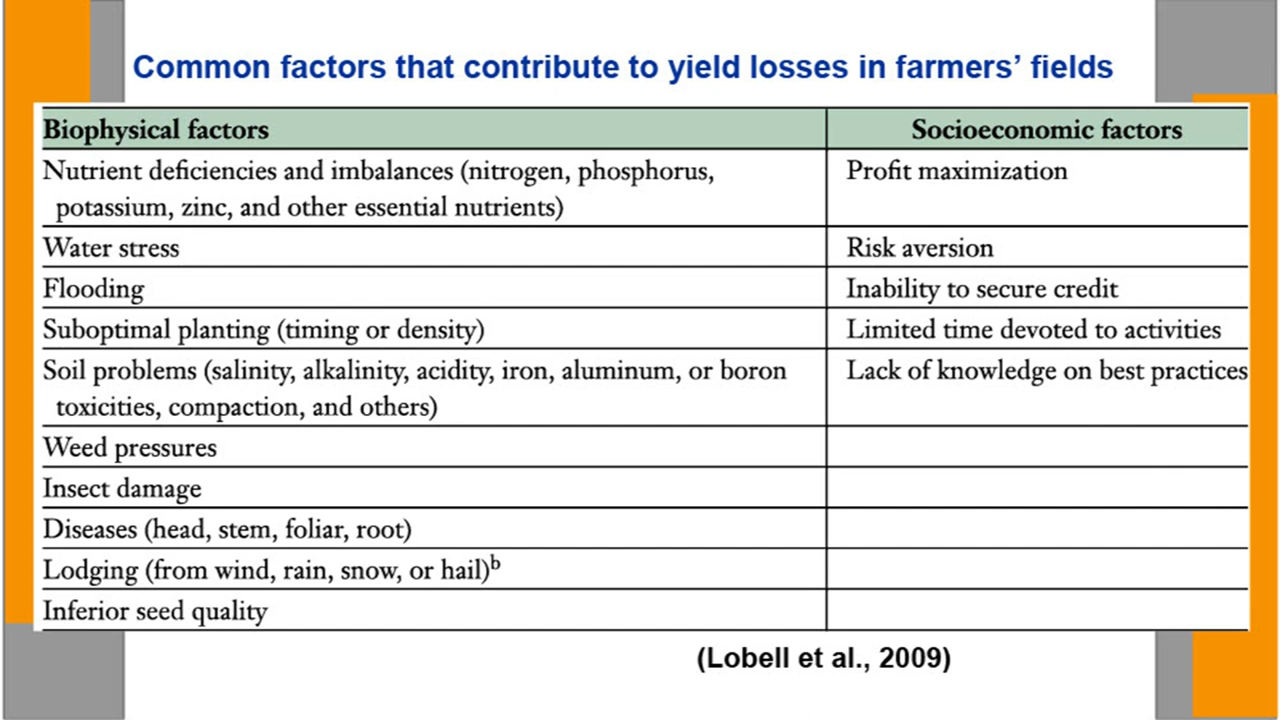 Common factors that contribute to yield losses in farmers’ fields
Biophysical factors
Socioeconomic factors
Nutrient deficiencies and imbalances (nitrogen, phosphorus,
potassium, zinc, and other essential nutrients)
Profit maximization
Water stress
Risk aversion
Flooding
Inability to secure credit
Suboptimal planting (timing or density)
Limited time devoted to activities
Soil problems (salinity, alkalinity, acidity, iron, aluminum, or boron
toxicities, compaction, and others)
Lack of knowledge on best practices
Weed pressures
Insect damage
Diseases (head, stem, foliar, root)
Lodging (from wind, rain, snow, or hail)ᵇ
Inferior seed quality
(Lobell et al., 2009)